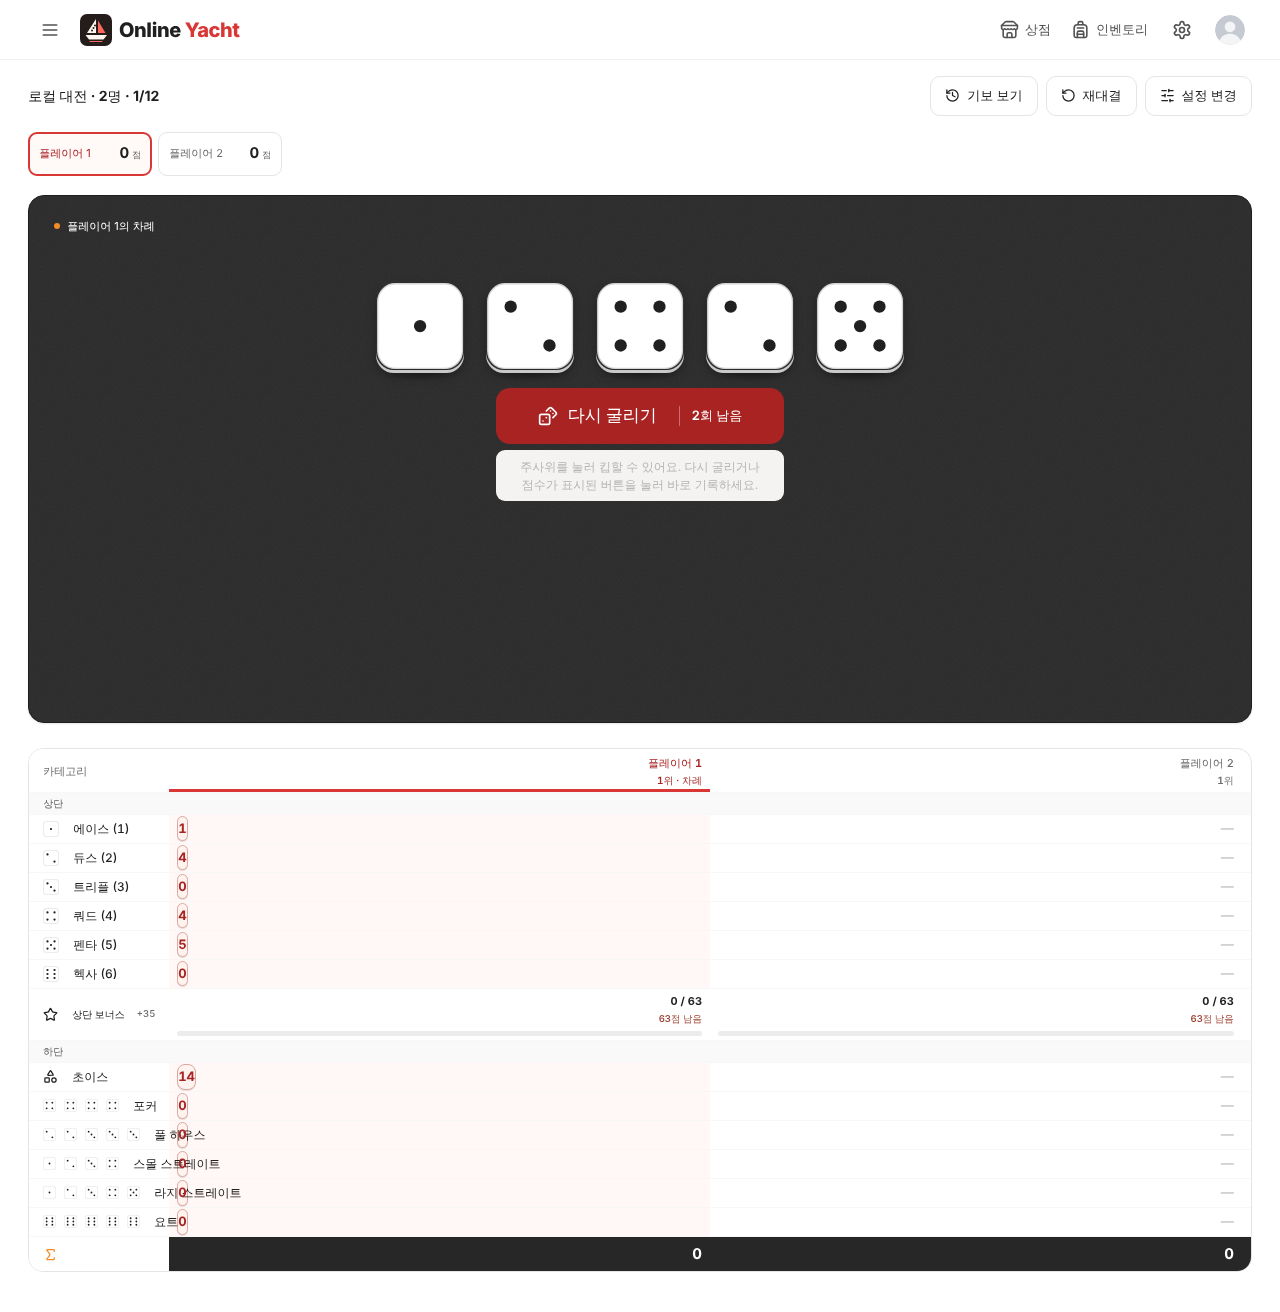 Online Yacht
상점
인벤토리
로컬 대전 · 2명 · 1/12
기보 보기
재대결
설정 변경
플레이어 1 0 점
플레이어 2 0 점
플레이어 1의 차례
다시 굴리기 2회 남음
주사위를 눌러 킵할 수 있어요. 다시 굴리거나
점수가 표시된 버튼을 눌러 바로 기록하세요.
카테고리
플레이어 1
1위 · 차례
플레이어 2
1위
상단
에이스 (1) 1 —
듀스 (2) 4 —
트리플 (3) 0 —
쿼드 (4) 4 —
펜타 (5) 5 —
헥사 (6) 0 —
상단 보너스 +35
0 / 63
63점 남음
0 / 63
63점 남음
하단
초이스 14 —
포커 0 —
풀 하우스 0 —
스몰 스트레이트 0 —
라지 스트레이트 0 —
요트 0 —
Σ 0 0